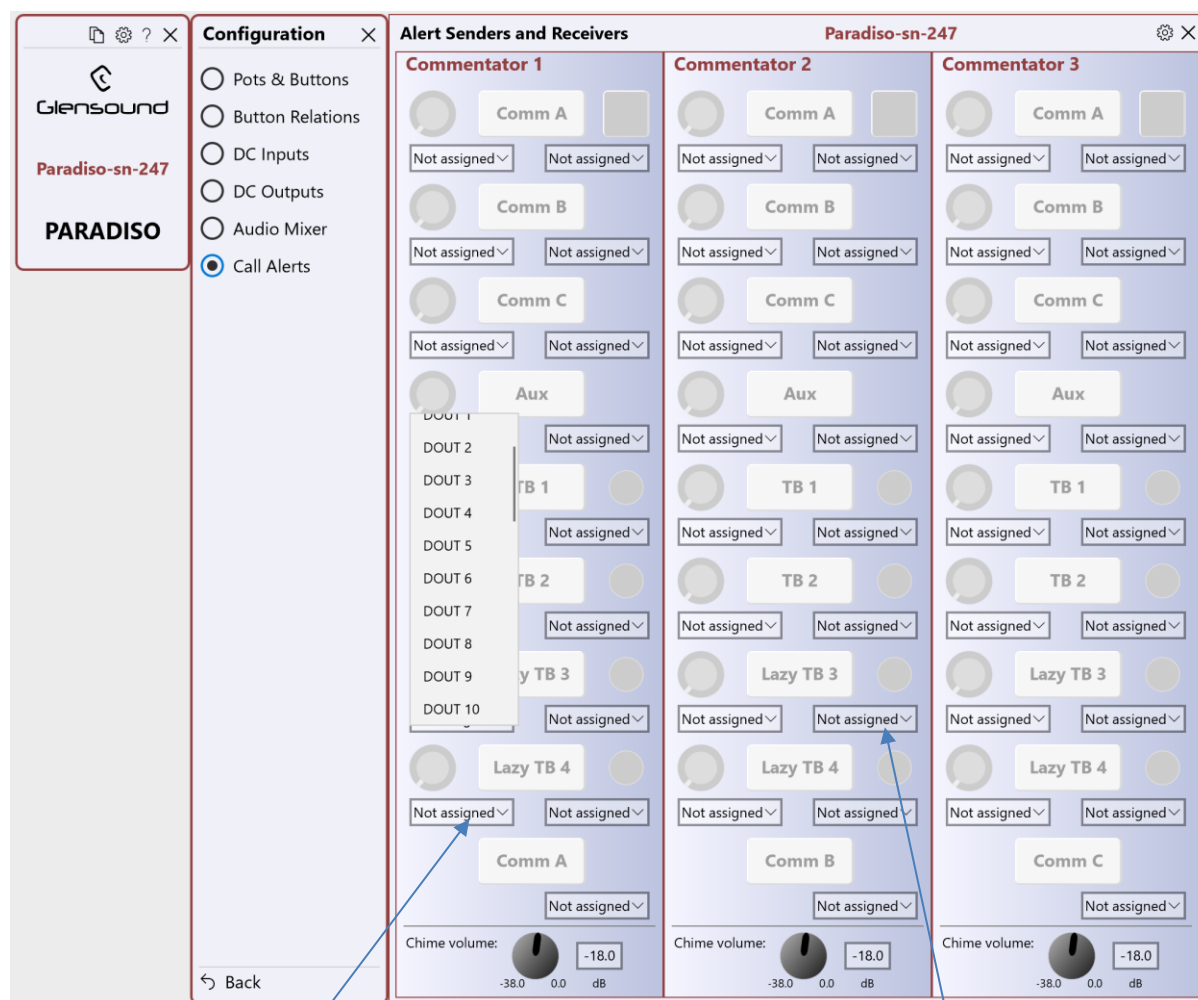 ?
Glensound
Paradiso-sn-247
PARADISO
Configuration
Pots & Buttons
Button Relations
DC Inputs
DC Outputs
Audio Mixer
Call Alerts
Back
Alert Senders and Receivers Paradiso-sn-247
Commentator 1
Comm A
Not assigned Not assigned
Comm B
Not assigned Not assigned
Comm C
Not assigned Not assigned
Aux
DOUT 1
DOUT 2
DOUT 3
DOUT 4
DOUT 5
DOUT 6
DOUT 7
DOUT 8
DOUT 9
DOUT 10
Not assigned
TB 1
Not assigned
TB 2
Not assigned
y TB 3
Not assigned
Lazy TB 4
Not assigned Not assigned
Comm A
Not assigned
Chime volume: -18.0
-38.0 0.0 dB
Commentator 2
Comm A
Not assigned Not assigned
Comm B
Not assigned Not assigned
Comm C
Not assigned Not assigned
Aux
Not assigned Not assigned
TB 1
Not assigned Not assigned
TB 2
Not assigned Not assigned
Lazy TB 3
Not assigned Not assigned
Lazy TB 4
Not assigned Not assigned
Comm B
Not assigned
Chime volume: -18.0
-38.0 0.0 dB
Commentator 3
Comm A
Not assigned Not assigned
Comm B
Not assigned Not assigned
Comm C
Not assigned Not assigned
Aux
Not assigned Not assigned
TB 1
Not assigned Not assigned
TB 2
Not assigned Not assigned
Lazy TB 3
Not assigned Not assigned
Lazy TB 4
Not assigned Not assigned
Comm C
Not assigned
Chime volume: -18.0
-38.0 0.0 dB